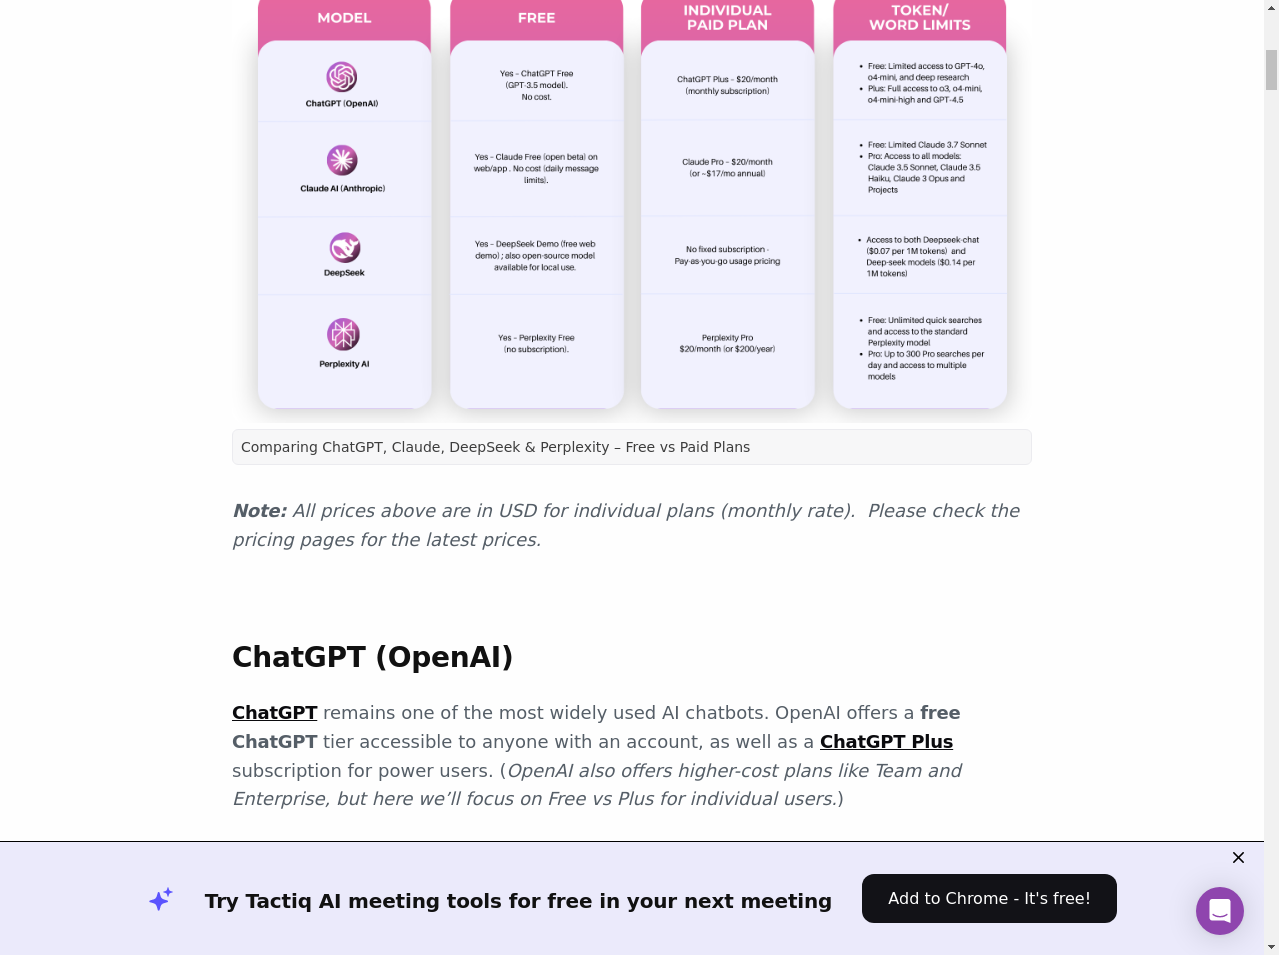 MODEL
FREE
INDIVIDUAL
PAID PLAN
TOKEN/
WORD LIMITS
ChatGPT (OpenAI)
Yes – ChatGPT Free
(GPT-3.5 model).
No cost.
ChatGPT Plus – $20/month
(monthly subscription)
• Free: Limited access to GPT-4o,
o4-mini, and deep research
• Plus: Full access to o3, o4-mini,
o4-mini-high and GPT-4.5
Claude AI (Anthropic)
Yes – Claude Free (open beta) on
web/app . No cost (daily message
limits).
Claude Pro – $20/month
(or ~$17/mo annual)
• Free: Limited Claude 3.7 Sonnet
• Pro: Access to all models:
Claude 3.5 Sonnet, Claude 3.5
Haiku, Claude 3 Opus and
Projects
DeepSeek
Yes – DeepSeek Demo (free web
demo) ; also open-source model
available for local use.
No fixed subscription -
Pay-as-you-go usage pricing
• Access to both Deepseek-chat
($0.07 per 1M tokens) and
Deep-seek models ($0.14 per
1M tokens)
Perplexity AI
Yes – Perplexity Free
(no subscription).
Perplexity Pro
$20/month (or $200/year)
• Free: Unlimited quick searches
and access to the standard
Perplexity model
• Pro: Up to 300 Pro searches per
day and access to multiple
models
Comparing ChatGPT, Claude, DeepSeek & Perplexity – Free vs Paid Plans
Note: All prices above are in USD for individual plans (monthly rate).  Please check the
pricing pages for the latest prices.
ChatGPT (OpenAI)
ChatGPT remains one of the most widely used AI chatbots. OpenAI offers a free
ChatGPT tier accessible to anyone with an account, as well as a ChatGPT Plus
subscription for power users. (OpenAI also offers higher-cost plans like Team and
Enterprise, but here we’ll focus on Free vs Plus for individual users.)
Try Tactiq AI meeting tools for free in your next meeting
Add to Chrome - It's free!